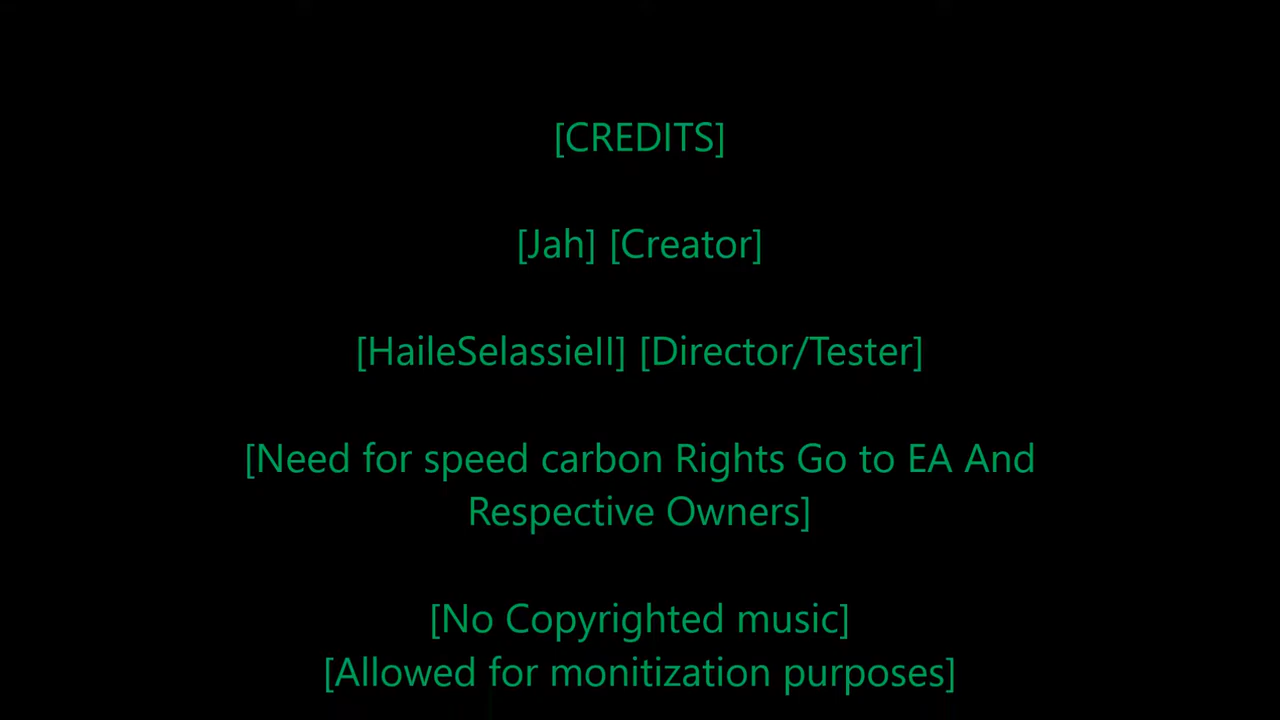 [CREDITS]
[Jah] [Creator]
[HaileSelassieII] [Director/Tester]
[Need for speed carbon Rights Go to EA And
Respective Owners]
[No Copyrighted music]
[Allowed for monitization purposes]